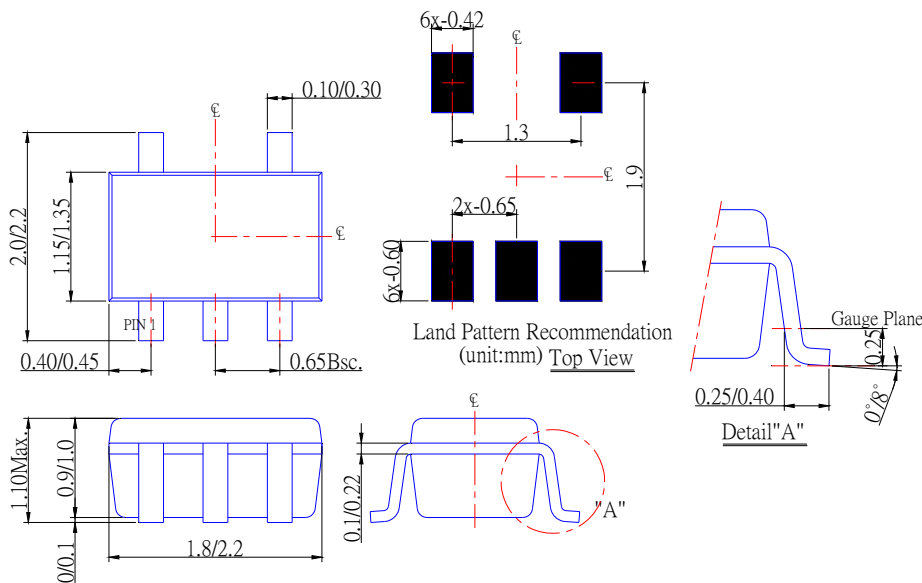 6x-0.42
℄
0.10/0.30
℄
1.3
℄
1.9
2.0/2.2
1.15/1.35
℄
2x-0.65
6x-0.60
PIN 1
Land Pattern Recommendation
(unit:mm) Top View
Gauge Plane
0.25
0.40/0.45
0.65Bsc.
0.25/0.40
0°/8°
Detail"A"
℄
1.10Max.
0.9/1.0
0.1/0.22
"A"
1.8/2.2
0/0.1